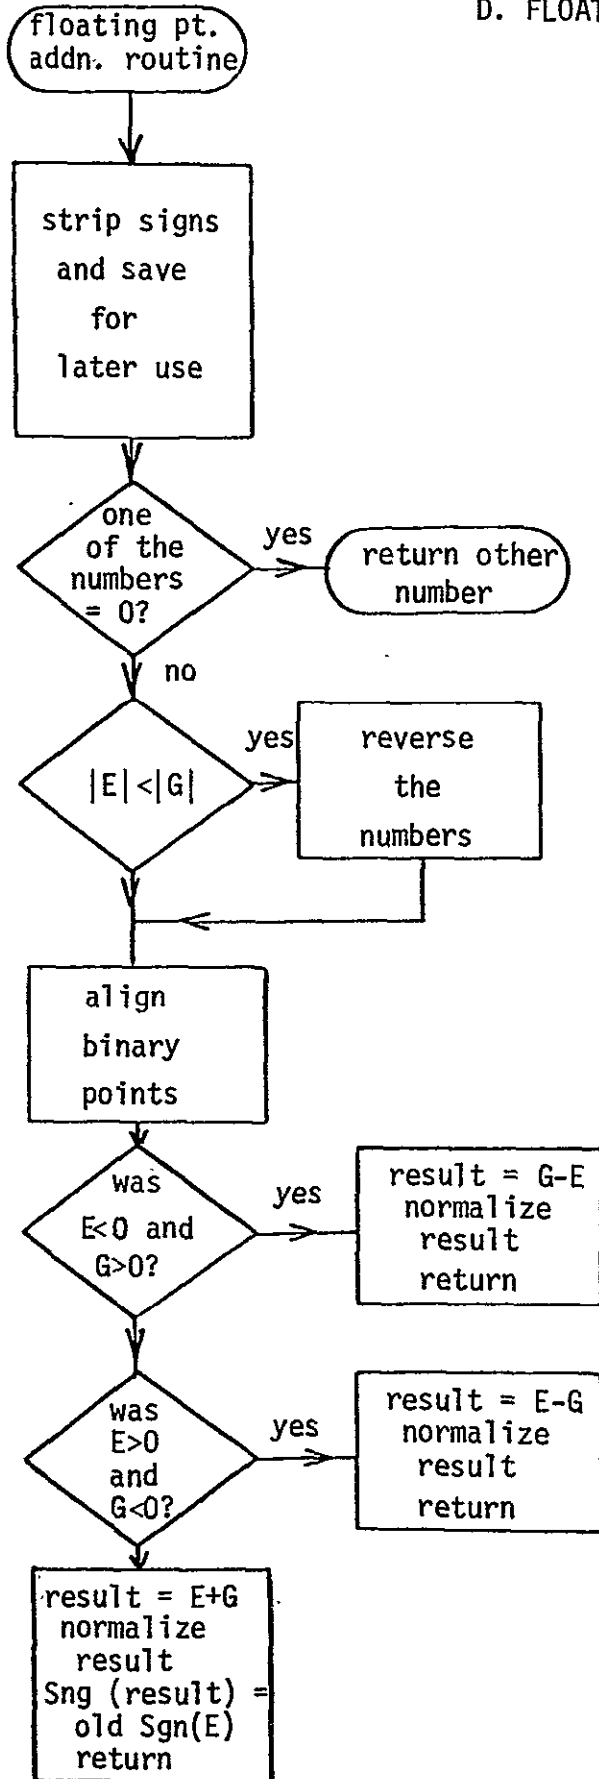 D. FLOAT
floating pt.
addn. routine
strip signs
and save
for
later use
one
of the
numbers
= 0?
yes
return other
number
no
|E|<|G|
yes
reverse
the
numbers
align
binary
points
was
E<0 and
G>0?
yes
result = G-E
normalize
result
return
was
E>0
and
G<0?
yes
result = E-G
normalize
result
return
result = E+G
normalize
result
Sng (result) =
old Sgn(E)
return